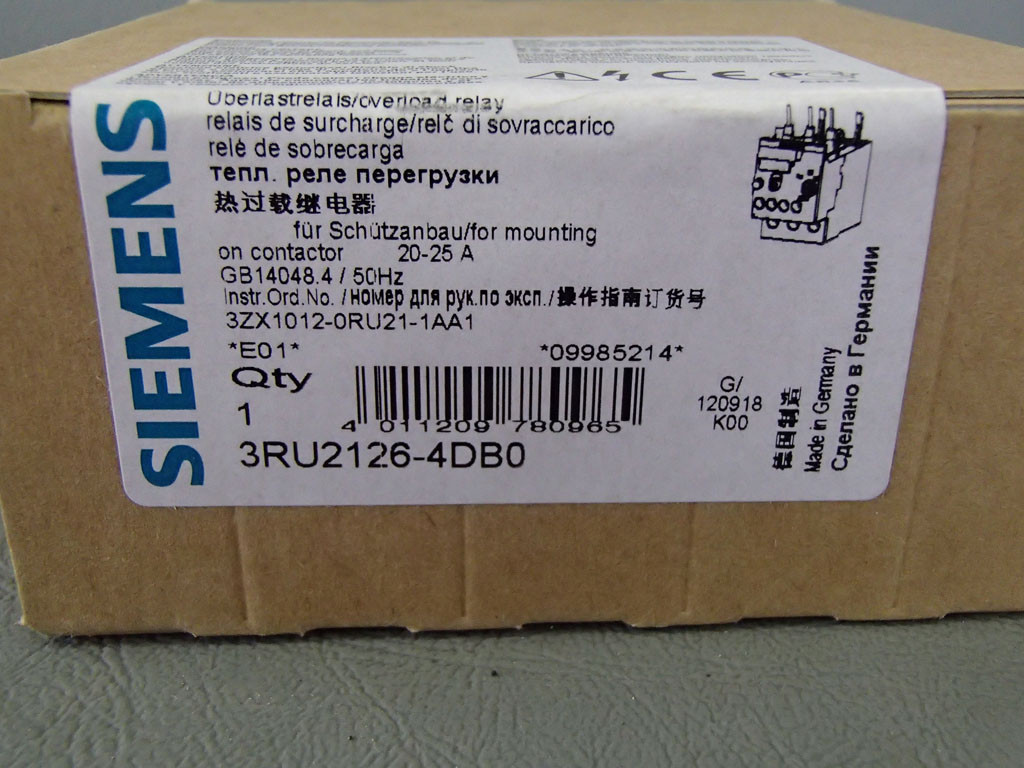 SIEMENS
Überlastrelais/overload relay
relais de surcharge/relč di sovraccarico
relé de sobrecarga
тепл. реле перегрузки
热过载继电器
für Schützanbau/for mounting
on contactor 20-25 A
GB14048.4 / 50Hz
Instr.Ord.No. /номер для рук.по эксп./操作指南订货号
3ZX1012-0RU21-1AA1
*E01* *09985214*
Qty
1
4 011209 780965
3RU2126-4DB0
G/
120918
K00
德国制造
Made in Germany
Сделано в Германии
CE